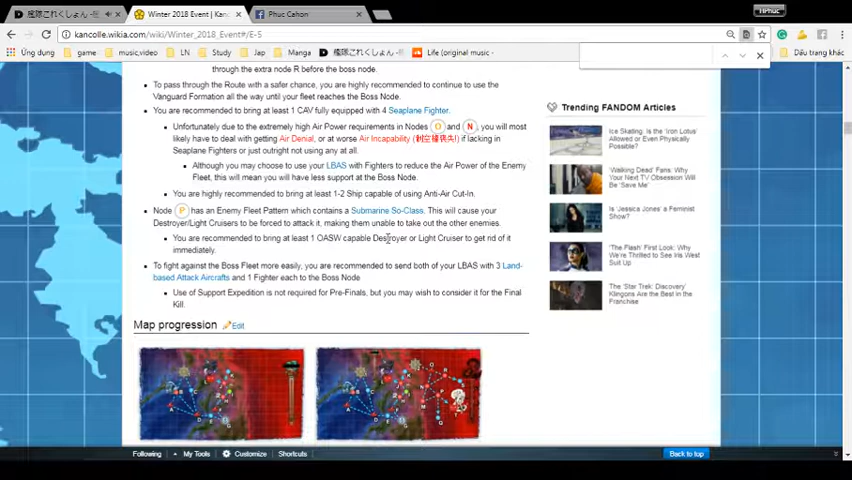 HPhuc
艦隊これくしょん -艦
Winter 2018 Event | Kan
Phuc Cahon
kancolle.wikia.com/wiki/Winter_2018_Event#/E-5
Ứng dụng game music,video LN Study Jap Manga 艦隊これくしょん -艦 Life (original music - Dấu trang khác
through the extra node R before the boss node.
To pass through the Route with a safer chance, you are highly recommended to continue to use the
Vanguard Formation all the way until your fleet reaches the Boss Node.
You are recommended to bring at least 1 CAV fully equipped with 4 Seaplane Fighter.
Unfortunately due to the extremely high Air Power requirements in Nodes O and N, you will most
likely have to deal with getting Air Denial, or at worse Air Incapability (制空権喪失!) if lacking in
Seaplane Fighters or just outright not using any at all.
Although you may choose to use your LBAS with Fighters to reduce the Air Power of the Enemy
Fleet, this will mean you will have less support at the Boss Node.
You are highly recommended to bring at least 1-2 Ship capable of using Anti-Air Cut-In.
Node P has an Enemy Fleet Pattern which contains a Submarine So-Class. This will cause your
Destroyer/Light Cruisers to be forced to attack it, making them unable to take out the other enemies.
You are recommended to bring at least 1 OASW capable Destroyer or Light Cruiser to get rid of it
immediately.
To fight against the Boss Fleet more easily, you are recommended to send both of your LBAS with 3 Land-
based Attack Aircrafts and 1 Fighter each to the Boss Node
Use of Support Expedition is not required for Pre-Finals, but you may wish to consider it for the Final
Kill.
Map progression Edit
Trending FANDOM Articles
Ice Skating: Is the 'Iron Lotus'
Allowed or Even Physically
Possible?
'Walking Dead' Fans: Why
Your Next TV Obsession Will
Be 'Save Me'
Is 'Jessica Jones' a Feminist
Show?
'The Flash' First Look: Why
We're Thrilled to See Iris West
Suit Up
The 'Star Trek: Discovery'
Klingons Are the Best in the
Franchise
Following My Tools Customize Shortcuts Back to top